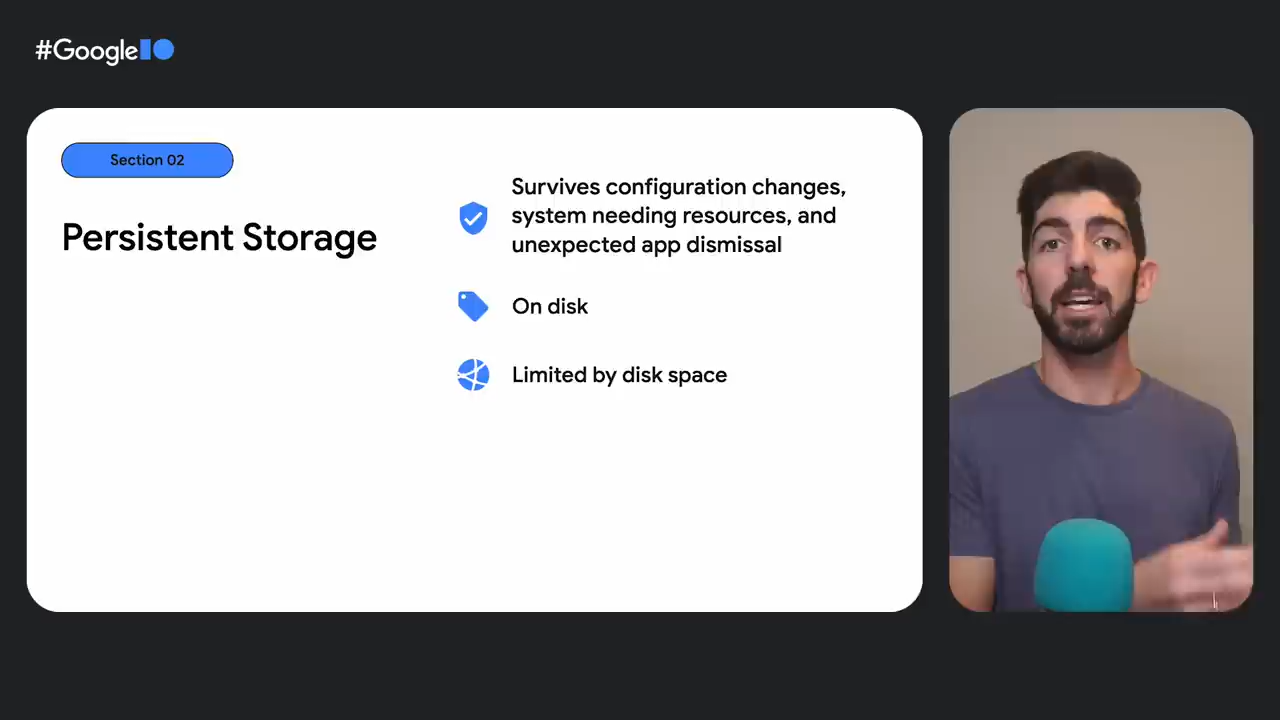 #Google IO
Section 02
Persistent Storage
Survives configuration changes,
system needing resources, and
unexpected app dismissal
On disk
Limited by disk space